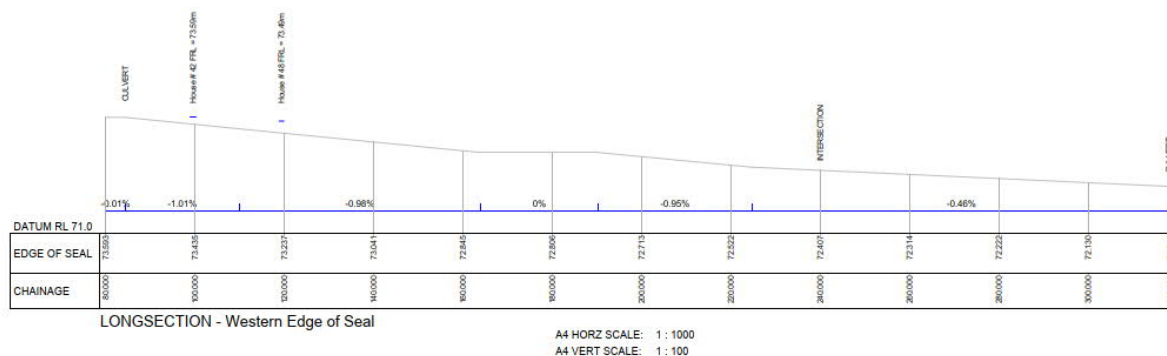 CULVERT
House # 42 FRL = 73.59m
House # 48 FRL = 73.49m
INTERSECTION
-0.01% -1.01% -0.98% 0% -0.95% -0.46%
DATUM RL 71.0
EDGE OF SEAL 73.593 73.435 73.237 73.041 72.845 72.806 72.713 72.522 72.407 72.314 72.222 72.130
CHAINAGE 80.000 100.000 120.000 140.000 160.000 180.000 200.000 220.000 240.000 260.000 280.000 300.000
LONGSECTION - Western Edge of Seal
A4 HORZ SCALE: 1 : 1000
A4 VERT SCALE: 1 : 100